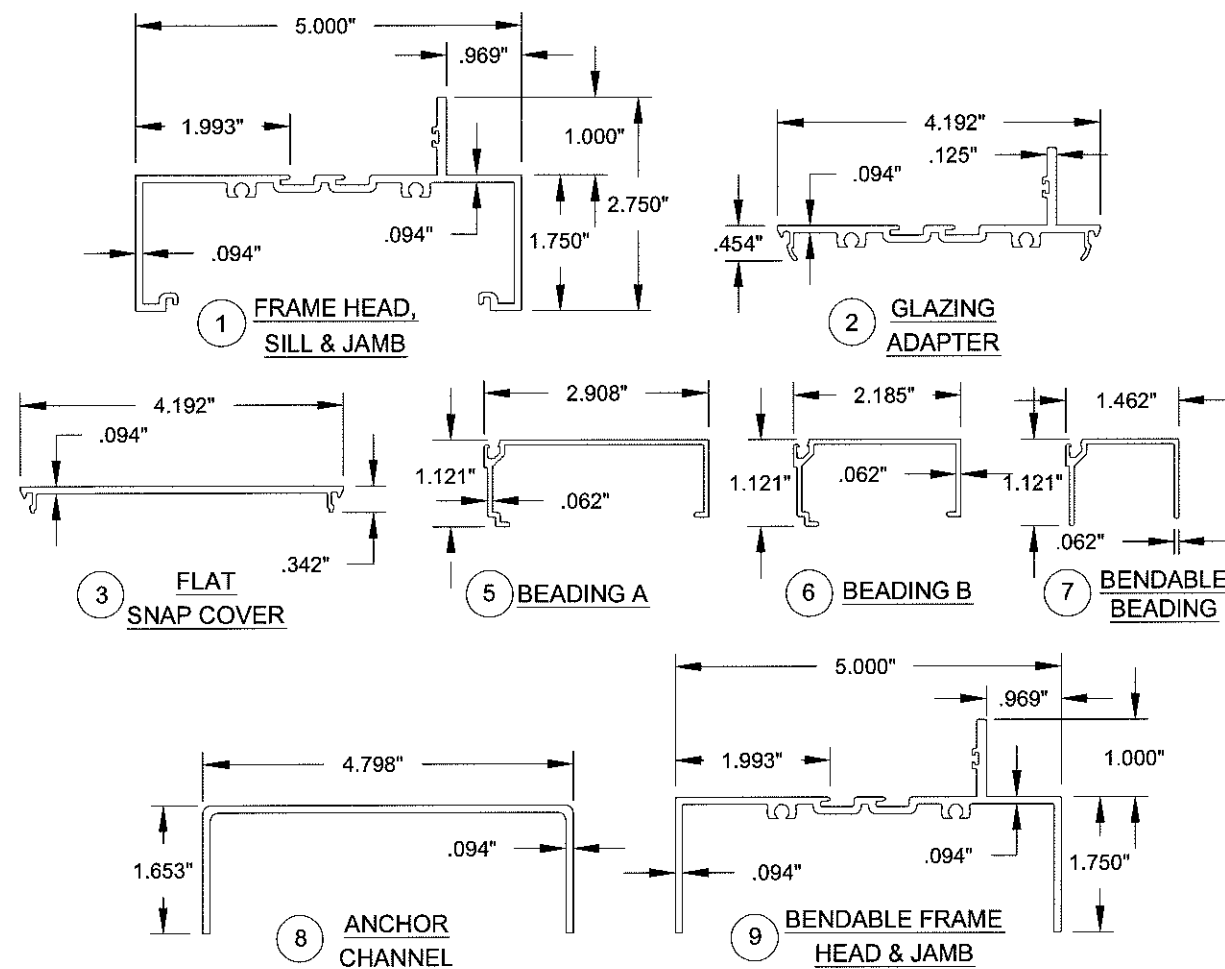 5.000"
.969"
1.993"
1.000"
2.750"
1.750"
.094"
.094"
1 FRAME HEAD,
SILL & JAMB
4.192"
.125"
.094"
.454"
2 GLAZING
ADAPTER
4.192"
.094"
.342"
3 FLAT
SNAP COVER
2.908"
1.121"
.062"
5 BEADING A
2.185"
1.121"
.062"
6 BEADING B
1.462"
1.121"
.062"
7 BENDABLE
BEADING
4.798"
1.653"
.094"
8 ANCHOR
CHANNEL
5.000"
.969"
1.993"
1.000"
.094"
.094"
1.750"
9 BENDABLE FRAME
HEAD & JAMB